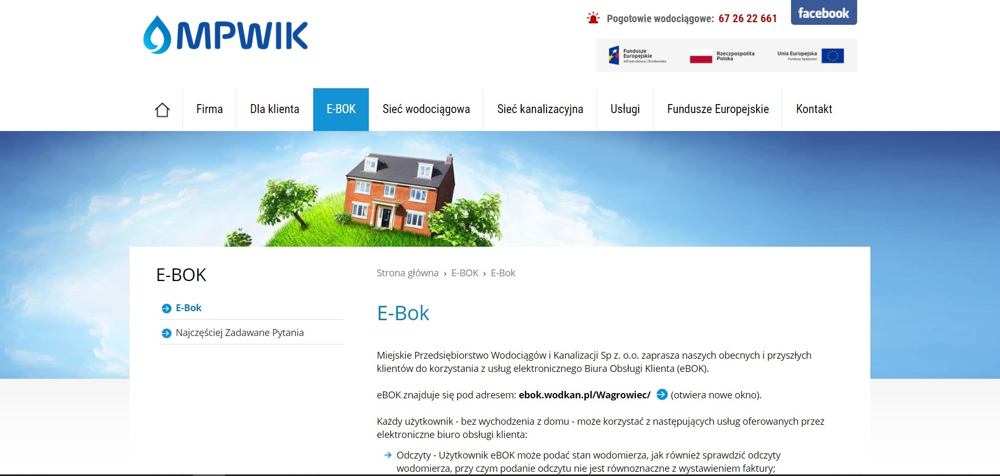 MPWIK
Pogotowie wodociągowe: 67 26 22 661
facebook
Fundusze
Europejskie
Infrastruktura i Środowisko
Rzeczpospolita
Polska
Unia Europejska
Fundusz Spójności
Firma
Dla klienta
E-BOK
Sieć wodociągowa
Sieć kanalizacyjna
Usługi
Fundusze Europejskie
Kontakt
E-BOK
E-Bok
Najczęściej Zadawane Pytania
Strona główna › E-BOK › E-Bok
E-Bok
Miejskie Przedsiębiorstwo Wodociągów i Kanalizacji Sp z. o.o. zaprasza naszych obecnych i przyszłych
klientów do korzystania z usług elektronicznego Biura Obsługi Klienta (eBOK).
eBOK znajduje się pod adresem: ebok.wodkan.pl/Wagrowiec/ (otwiera nowe okno).
Każdy użytkownik - bez wychodzenia z domu - może korzystać z następujących usług oferowanych przez
elektroniczne biuro obsługi klienta:
Odczyty - Użytkownik eBOK może podać stan wodomierza, jak również sprawdzić odczyty
wodomierza, przy czym podanie odczytu nie jest równoznaczne z wystawieniem faktury;